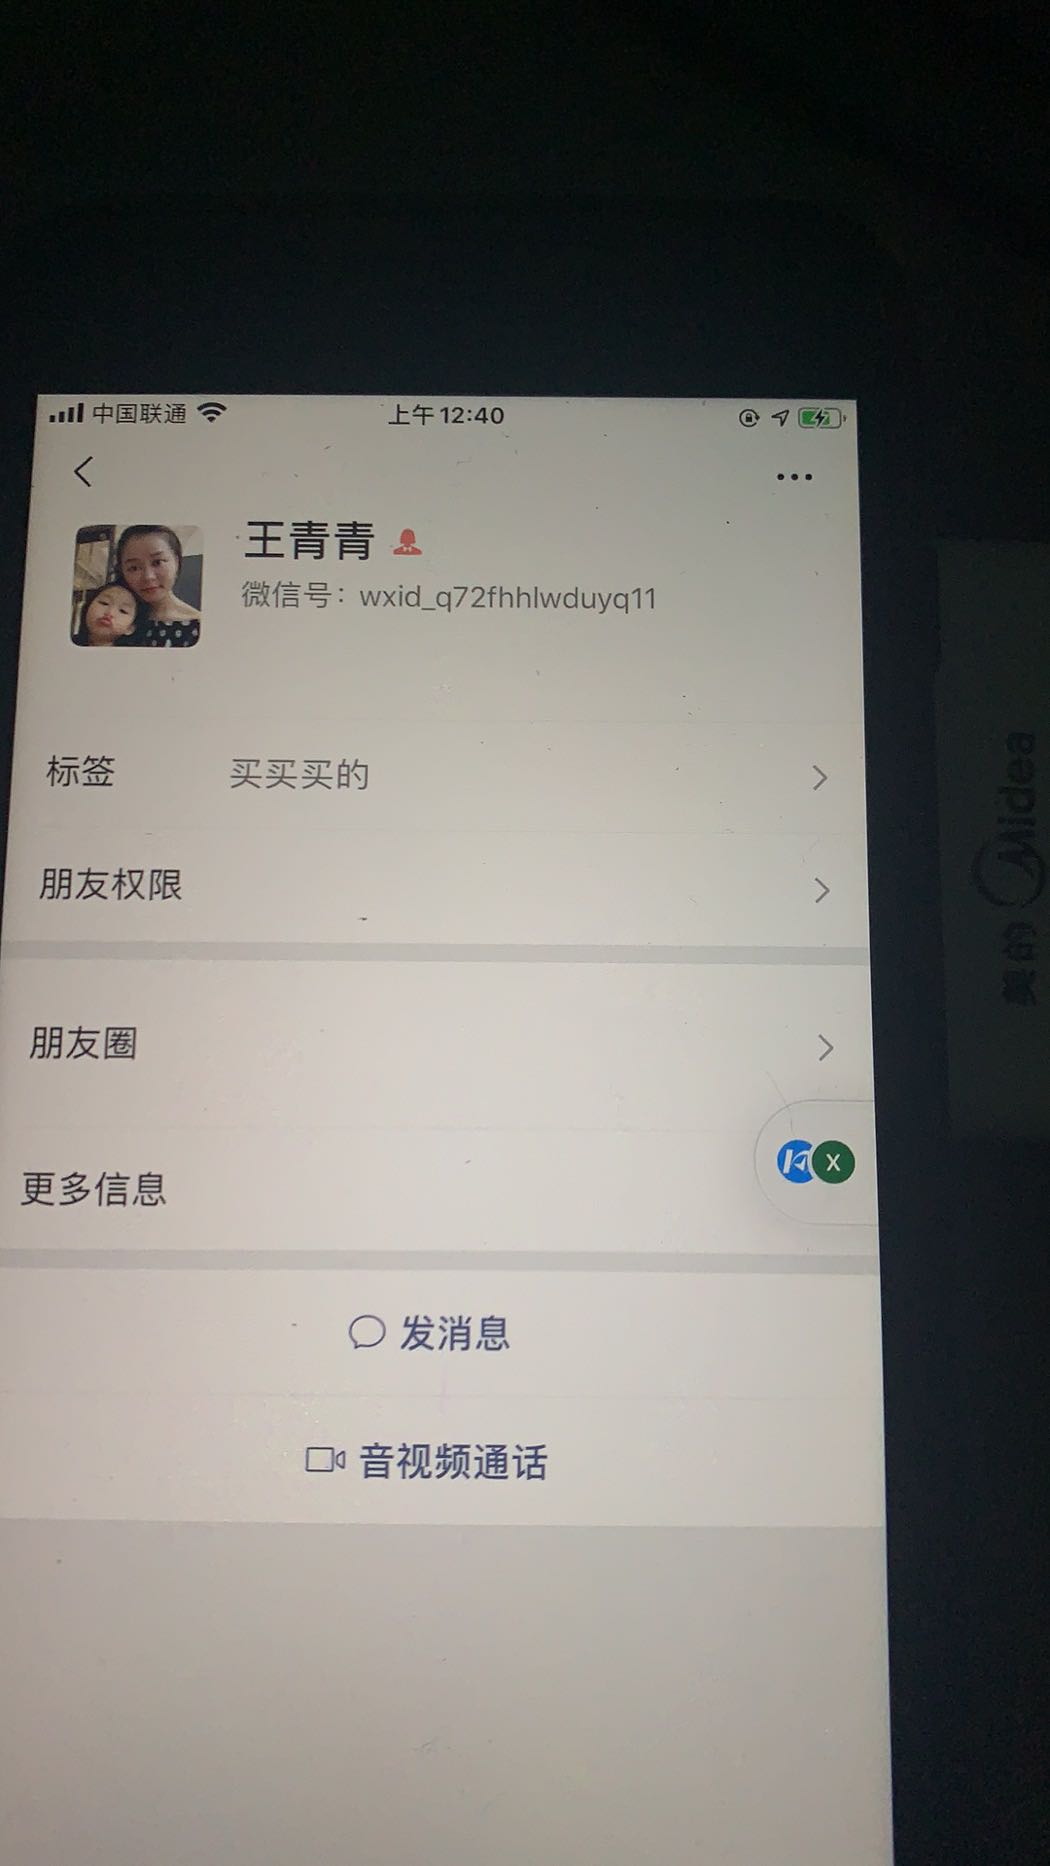 中国联通 上午12:40
王青青
微信号：wxid_q72fhhlwduyq11
标签 买买买的
朋友权限
朋友圈
X
更多信息
发消息
音视频通话
美的 Midea